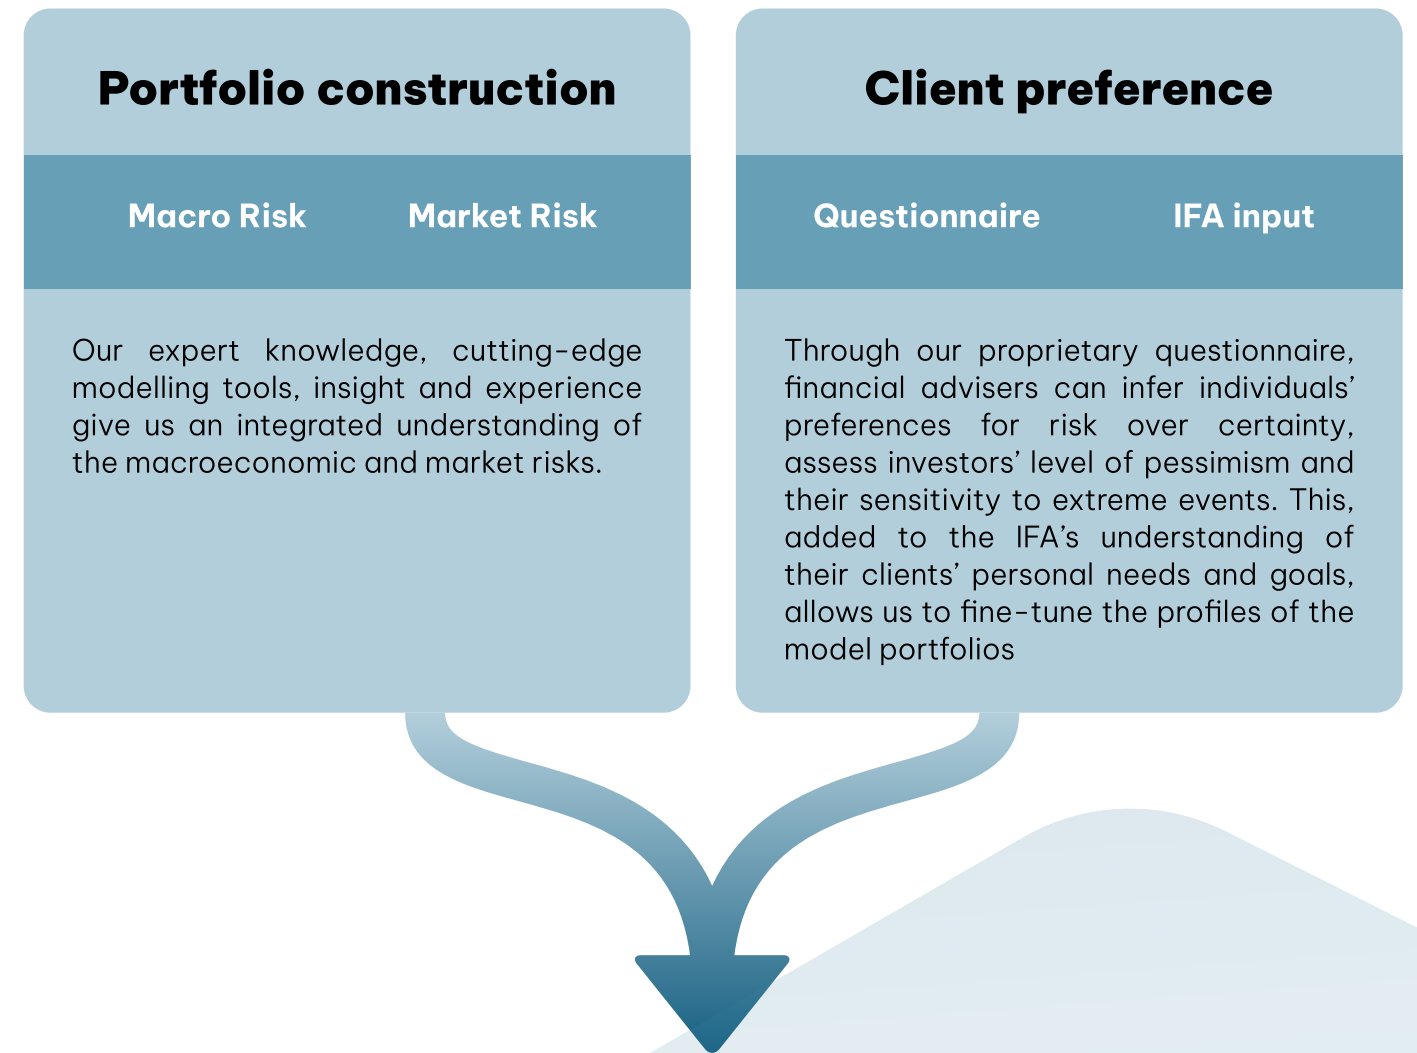 Portfolio construction
Macro Risk Market Risk
Our expert knowledge, cutting-edge
modelling tools, insight and experience
give us an integrated understanding of
the macroeconomic and market risks.
Client preference
Questionnaire IFA input
Through our proprietary questionnaire,
financial advisers can infer individuals’
preferences for risk over certainty,
assess investors’ level of pessimism and
their sensitivity to extreme events. This,
added to the IFA’s understanding of
their clients’ personal needs and goals,
allows us to fine-tune the profiles of the
model portfolios